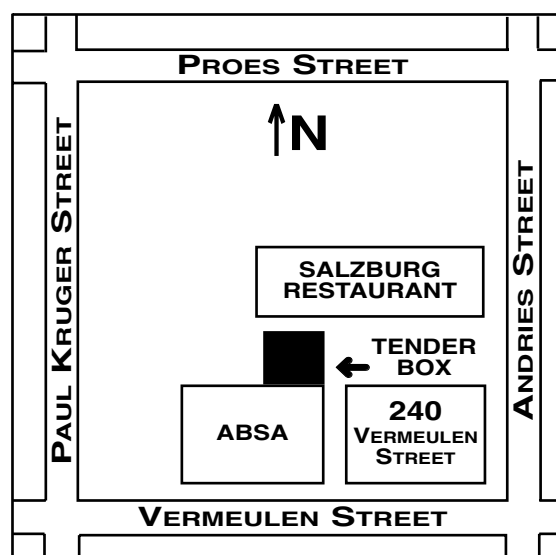 PROES STREET
N
PAUL KRUGER STREET
ANDRIES STREET
SALZBURG
RESTAURANT
TENDER
BOX
ABSA
240
VERMEULEN
STREET
VERMEULEN STREET